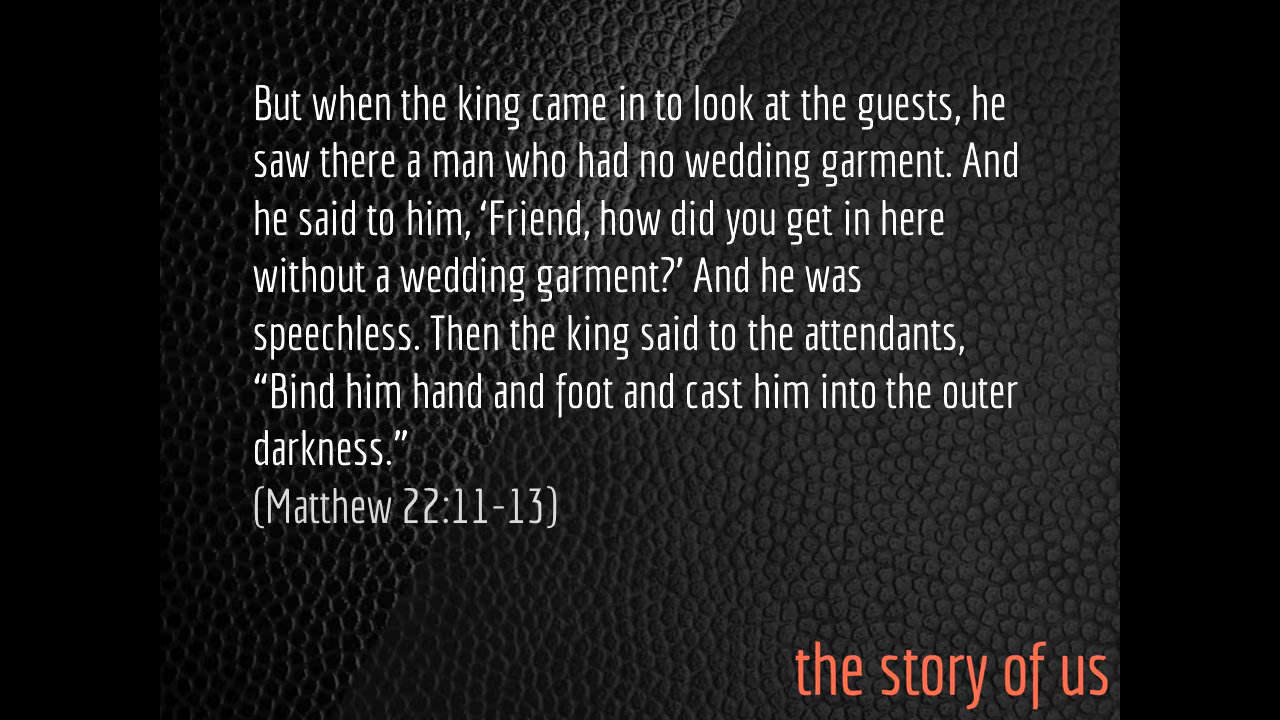 But when the king came in to look at the guests, he
saw there a man who had no wedding garment. And
he said to him, ‘Friend, how did you get in here
without a wedding garment?’ And he was
speechless. Then the king said to the attendants,
“Bind him hand and foot and cast him into the outer
darkness.”
(Matthew 22:11-13)
the story of us